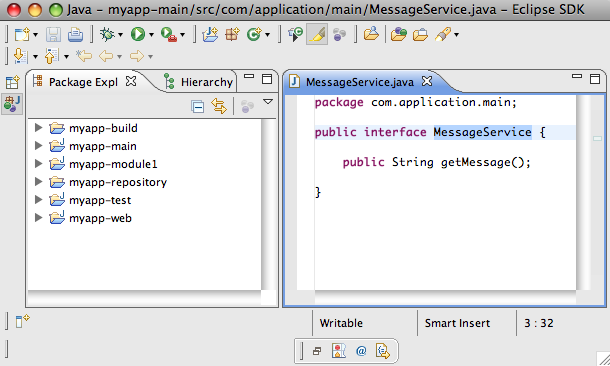 Java – myapp-main/src/com/application/main/MessageService.java – Eclipse SDK
Package Expl
Hierarchy
myapp-build
myapp-main
myapp-module1
myapp-repository
myapp-test
myapp-web
MessageService.java
package com.application.main;
public interface MessageService {
public String getMessage();
}
Writable
Smart Insert
3 : 32